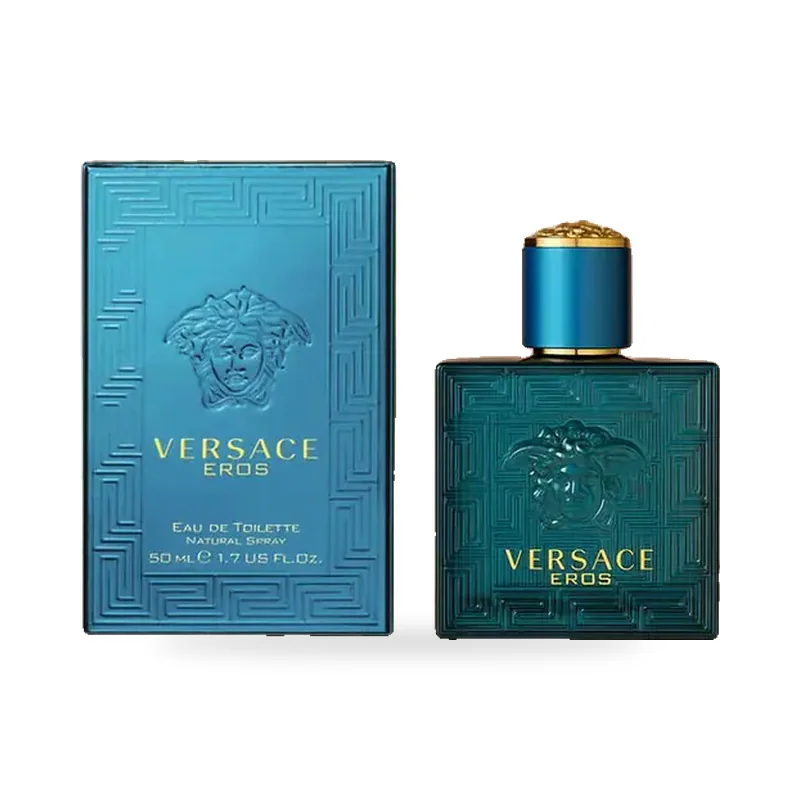 VERSACE
EROS
EAU DE TOILETTE
NATURAL SPRAY
50 ML ℮ 1.7 US FL.OZ.
VERSACE
EROS